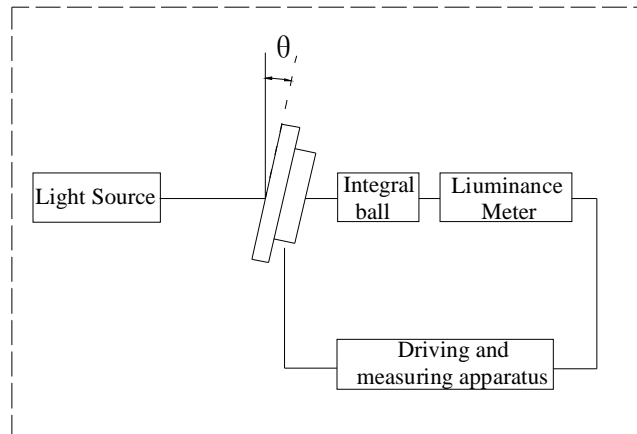 θ
Light Source
Integral
ball
Liuminance
Meter
Driving and
measuring apparatus